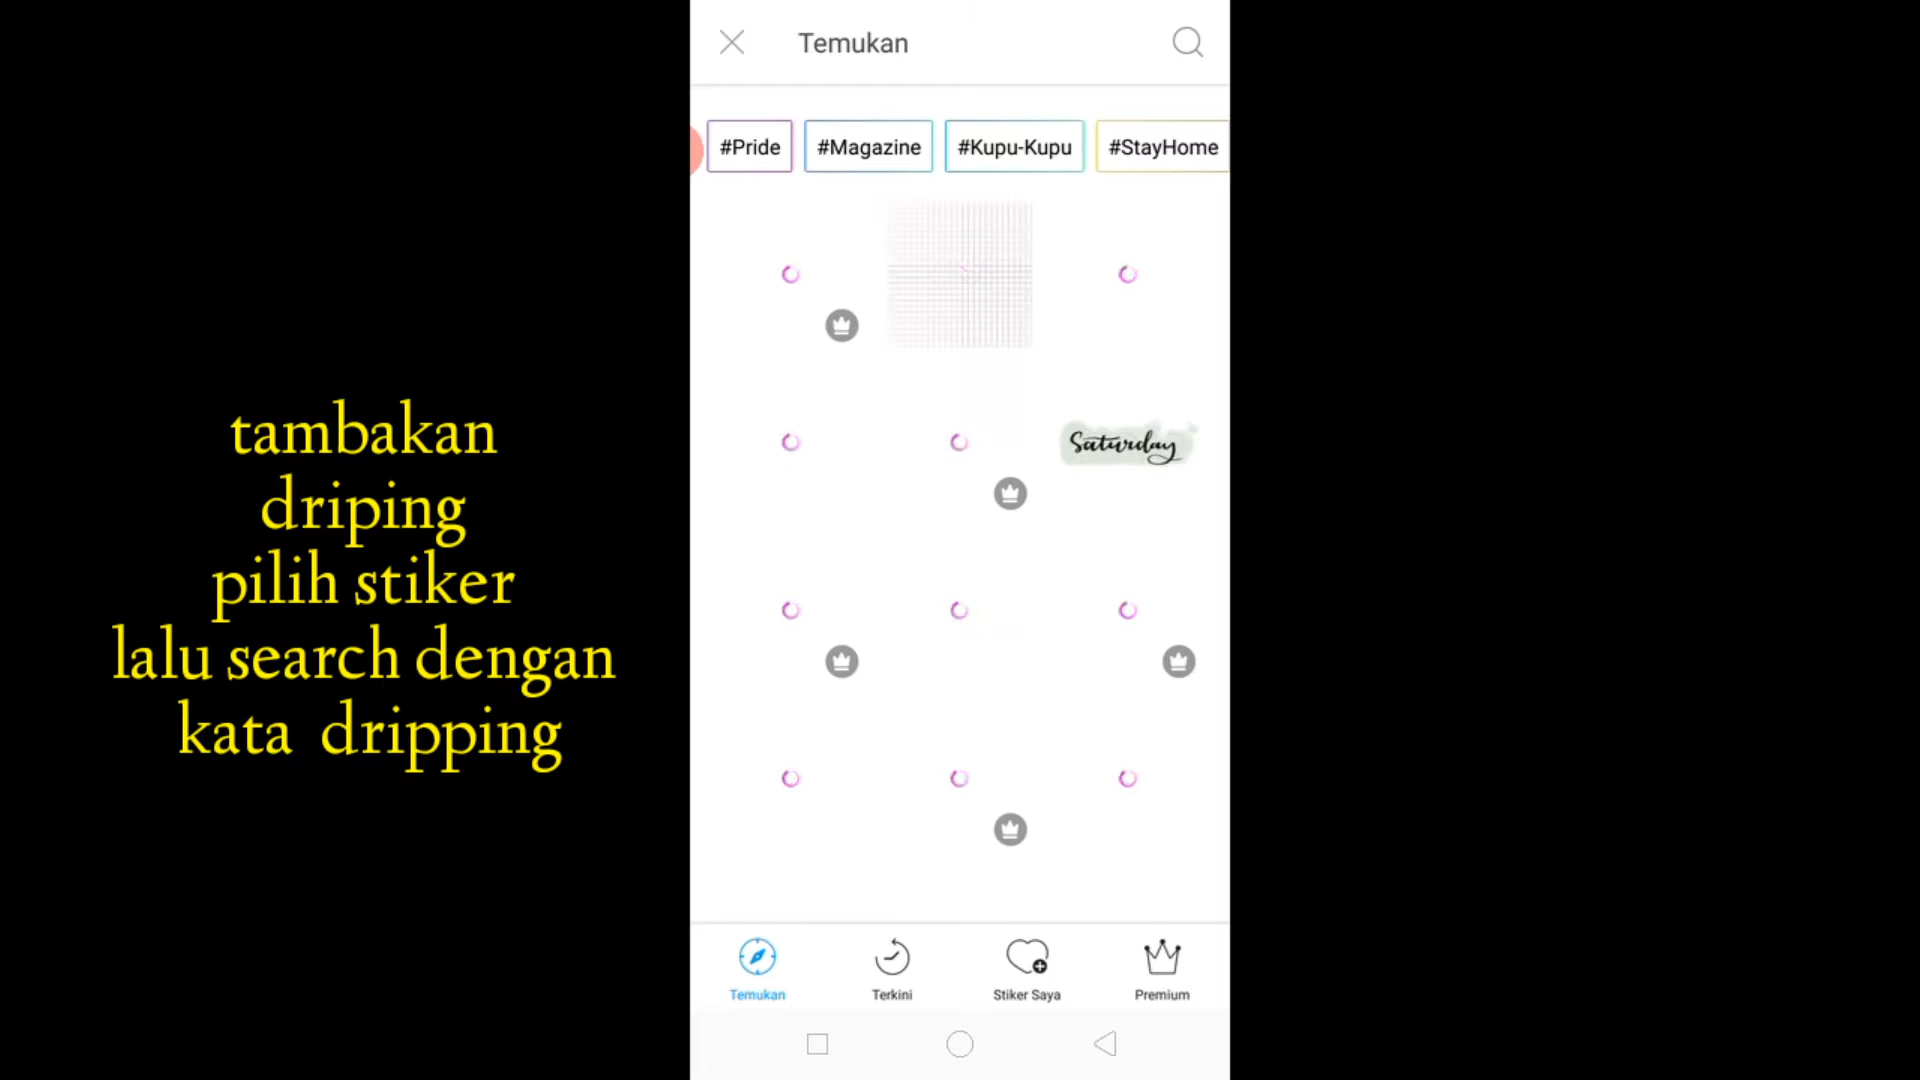 Temukan
#Pride #Magazine #Kupu-Kupu #StayHome
Saturday
tambakan
driping
pilih stiker
lalu search dengan
kata dripping
Temukan Terkini Stiker Saya Premium